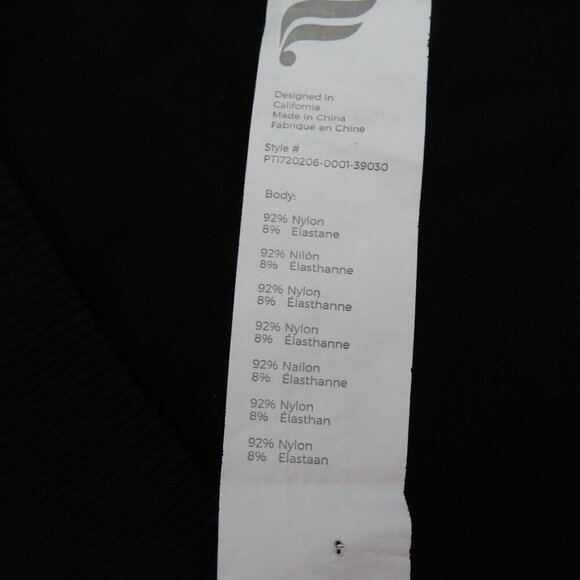 Designed in
California
Made in China
Fabriqué en Chine
Style #
PT1720206-0001-39030
Body:
92% Nylon
8% Elastane
92% Nilón
8% Élasthanne
92% Nylon
8% Élasthanne
92% Nylon
8% Élasthanne
92% Nailon
8% Élasthanne
92% Nylon
8% Élasthan
92% Nylon
8% Elastaan